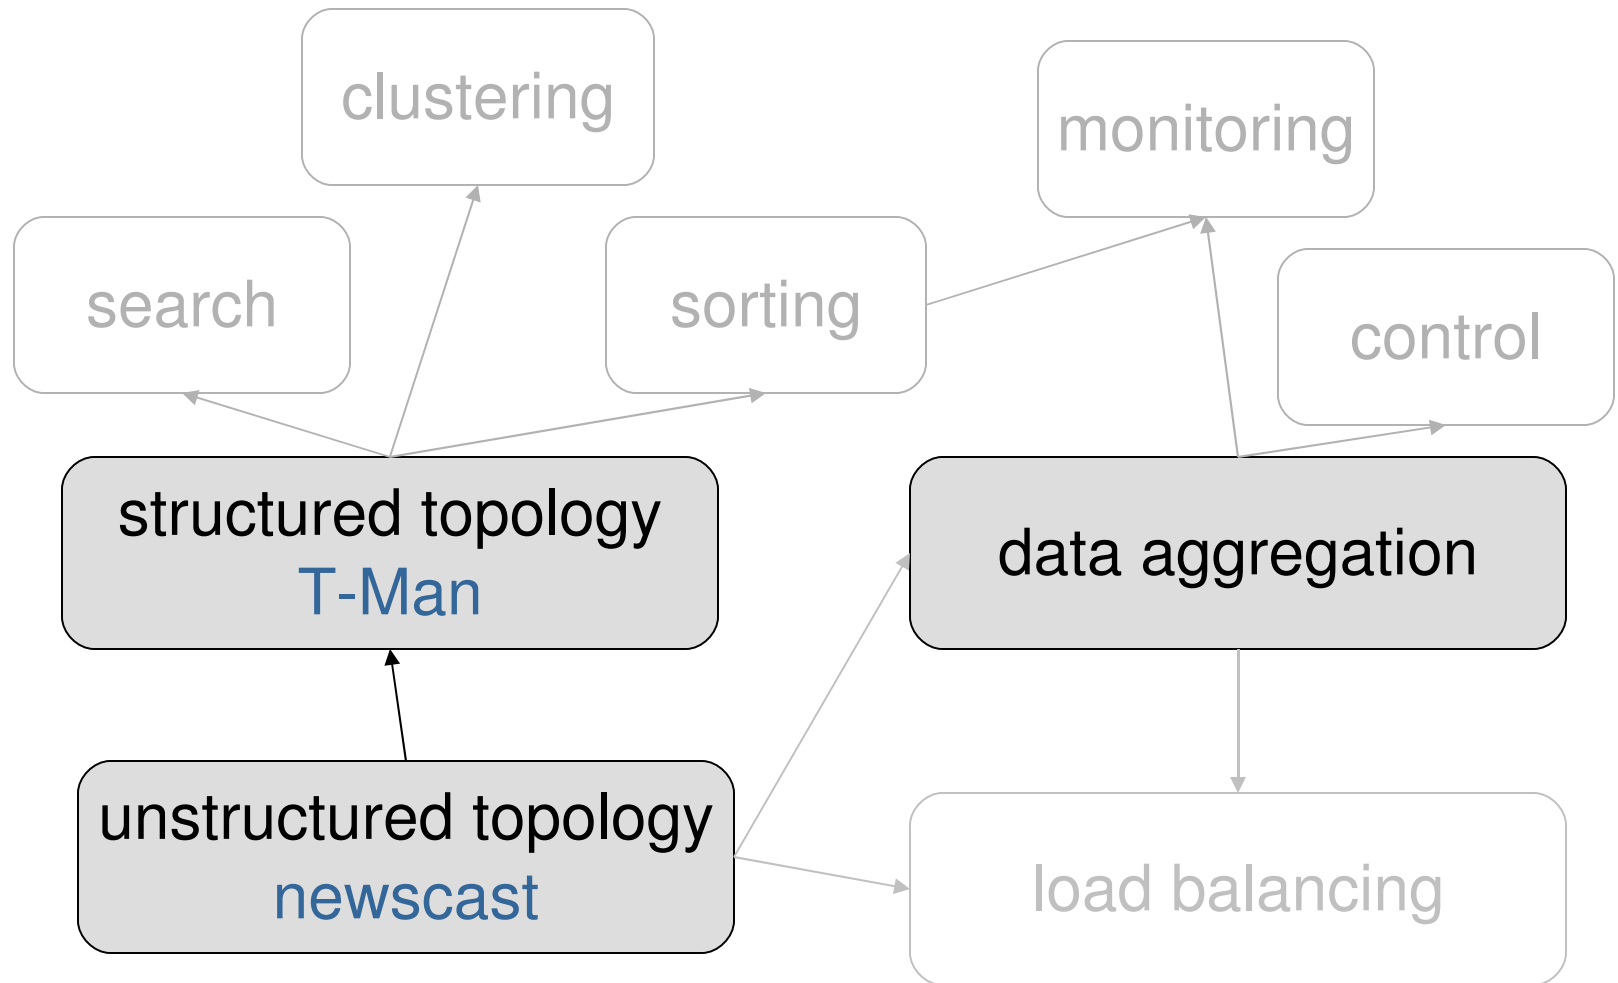 clustering
monitoring
search
sorting
control
structured topology
T-Man
data aggregation
unstructured topology
newscast
load balancing